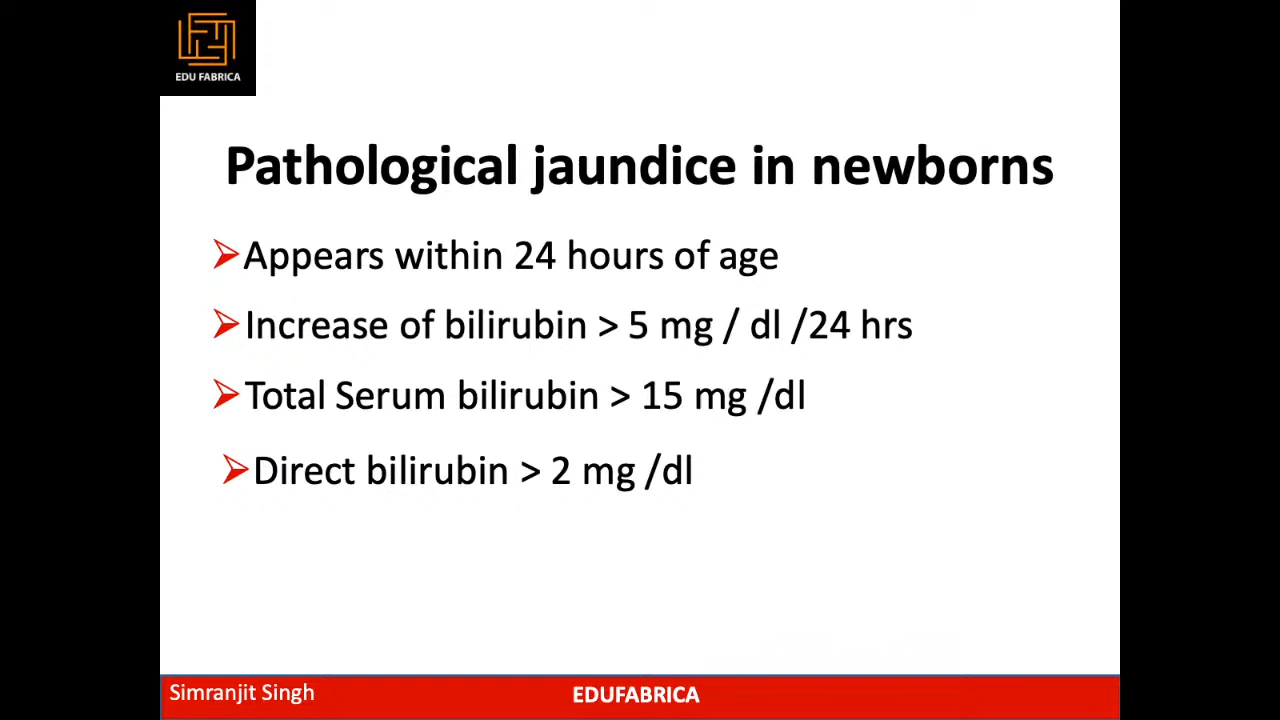 EDU FABRICA
Pathological jaundice in newborns
Appears within 24 hours of age
Increase of bilirubin > 5 mg / dl /24 hrs
Total Serum bilirubin > 15 mg /dl
Direct bilirubin > 2 mg /dl
Simranjit Singh
EDUFABRICA